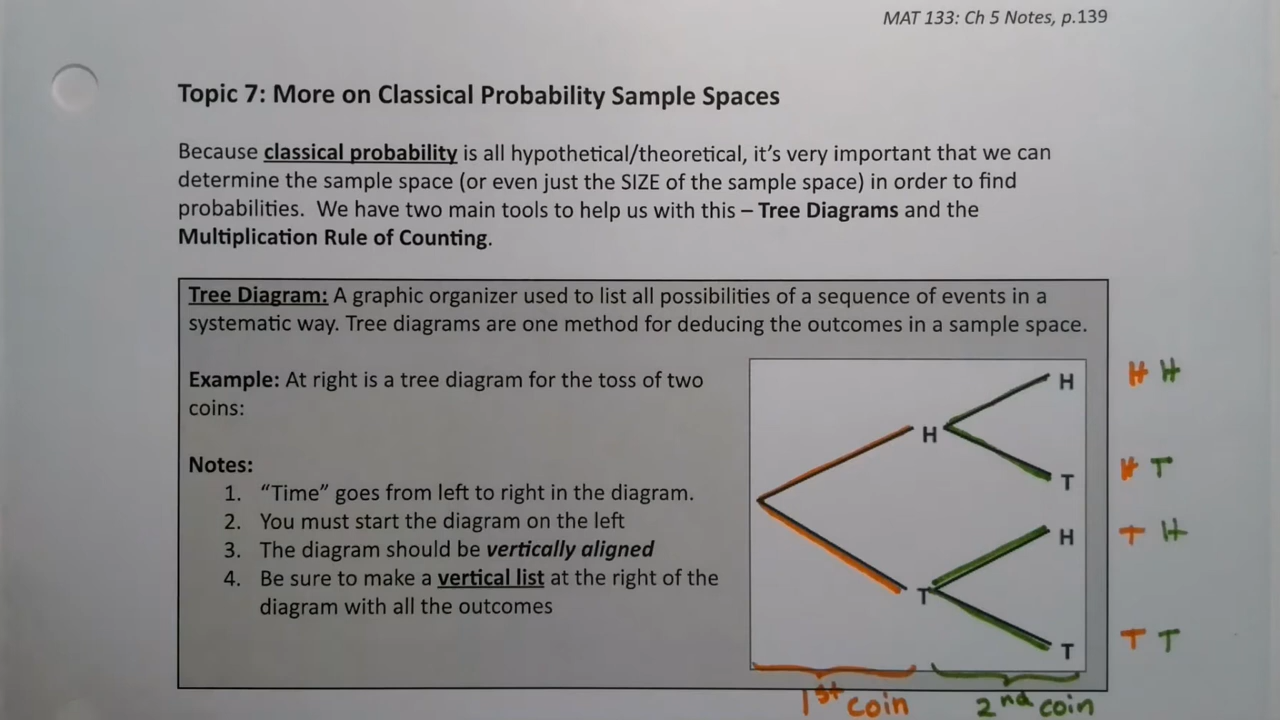 MAT 133: Ch 5 Notes, p.139
Topic 7: More on Classical Probability Sample Spaces
Because classical probability is all hypothetical/theoretical, it's very important that we can
determine the sample space (or even just the SIZE of the sample space) in order to find
probabilities.  We have two main tools to help us with this – Tree Diagrams and the
Multiplication Rule of Counting.
Tree Diagram: A graphic organizer used to list all possibilities of a sequence of events in a
systematic way. Tree diagrams are one method for deducing the outcomes in a sample space.
Example: At right is a tree diagram for the toss of two
coins:
Notes:
1. "Time" goes from left to right in the diagram.
2. You must start the diagram on the left
3. The diagram should be vertically aligned
4. Be sure to make a vertical list at the right of the
diagram with all the outcomes
H H H
H
T H T
H T H
T
T T T
1st coin 2nd coin